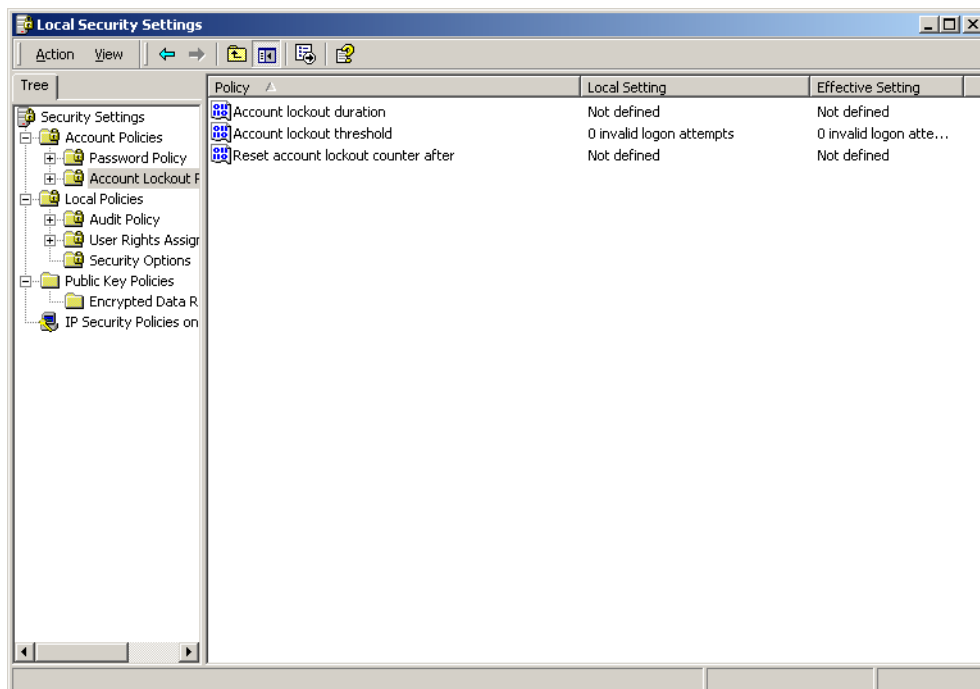 Local Security Settings
Action View
Tree
Policy Local Setting Effective Setting
Security Settings
Account Policies
Password Policy
Account Lockout P
Local Policies
Audit Policy
User Rights Assign
Security Options
Public Key Policies
Encrypted Data R
IP Security Policies on
Account lockout duration Not defined Not defined
Account lockout threshold 0 invalid logon attempts 0 invalid logon atte...
Reset account lockout counter after Not defined Not defined